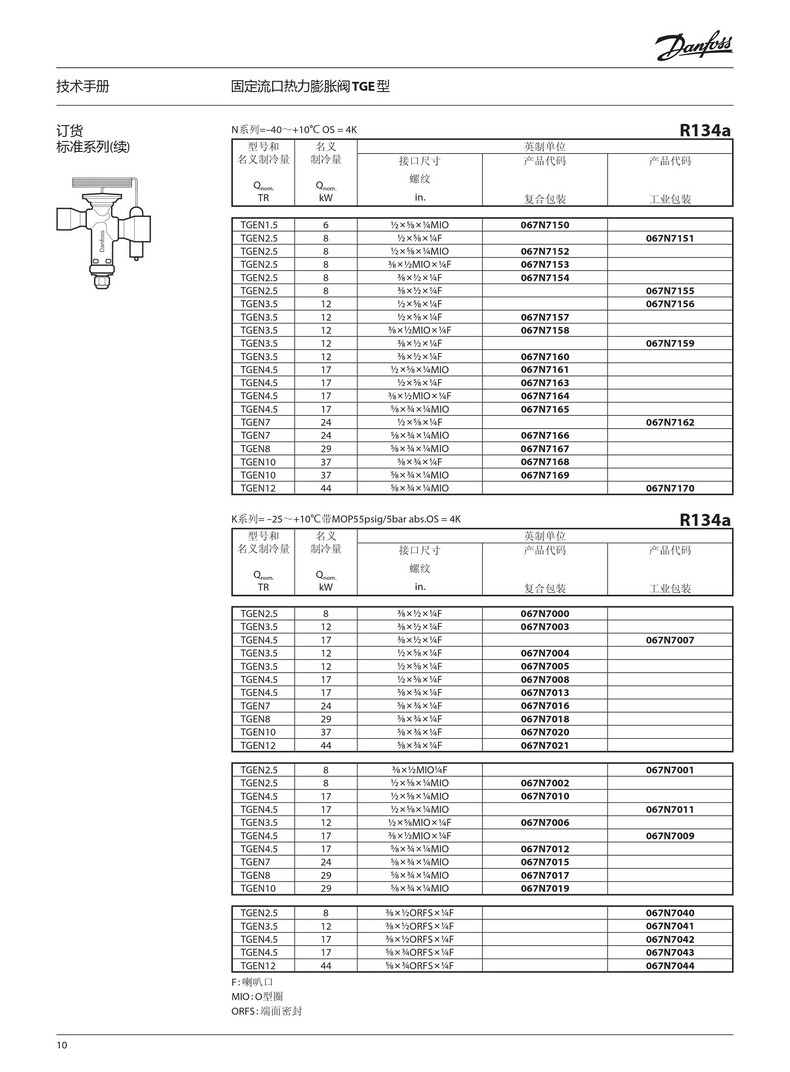 Danfoss
技术手册
固定流口热力膨胀阀 TGE 型
订货
标准系列(续)
Danfoss
N系列=–40～+10℃ OS = 4K
R134a
型号和 名义 英制单位
名义制冷量 制冷量 接口尺寸 产品代码 产品代码
螺纹
Qnom. Qnom.
TR kW in. 复合包装 工业包装
TGEN1.5 6 ½×⅝×¼MIO 067N7150
TGEN2.5 8 ½×⅝×¼F 067N7151
TGEN2.5 8 ½×⅝×¼MIO 067N7152
TGEN2.5 8 ⅜×½MIO×¼F 067N7153
TGEN2.5 8 ⅜×½×¼F 067N7154
TGEN2.5 8 ⅜×½×¼F 067N7155
TGEN3.5 12 ½×⅝×¼F 067N7156
TGEN3.5 12 ½×⅝×¼F 067N7157
TGEN3.5 12 ⅜×½MIO×¼F 067N7158
TGEN3.5 12 ⅜×½×¼F 067N7159
TGEN3.5 12 ⅜×½×¼F 067N7160
TGEN4.5 17 ½×⅝×¼MIO 067N7161
TGEN4.5 17 ½×⅝×¼F 067N7163
TGEN4.5 17 ⅜×½MIO×¼F 067N7164
TGEN4.5 17 ⅝×¾×¼MIO 067N7165
TGEN7 24 ½×⅝×¼F 067N7162
TGEN7 24 ⅝×¾×¼MIO 067N7166
TGEN8 29 ⅝×¾×¼MIO 067N7167
TGEN10 37 ⅝×¾×¼F 067N7168
TGEN10 37 ⅝×¾×¼MIO 067N7169
TGEN12 44 ⅝×¾×¼MIO 067N7170
K系列= –25～+10℃带MOP55psig/5bar abs.OS = 4K
R134a
型号和 名义 英制单位
名义制冷量 制冷量 接口尺寸 产品代码 产品代码
螺纹
Qnom. Qnom.
TR kW in. 复合包装 工业包装
TGEN2.5 8 ⅜×½×¼F 067N7000
TGEN3.5 12 ⅜×½×¼F 067N7003
TGEN4.5 17 ⅜×½×¼F 067N7007
TGEN3.5 12 ½×⅝×¼F 067N7004
TGEN3.5 12 ½×⅝×¼F 067N7005
TGEN4.5 17 ½×⅝×¼F 067N7008
TGEN4.5 17 ⅝×¾×¼F 067N7013
TGEN7 24 ⅝×¾×¼F 067N7016
TGEN8 29 ⅝×¾×¼F 067N7018
TGEN10 37 ⅝×¾×¼F 067N7020
TGEN12 44 ⅝×¾×¼F 067N7021
TGEN2.5 8 ⅜×½MIO¼F 067N7001
TGEN2.5 8 ½×⅝×¼MIO 067N7002
TGEN4.5 17 ½×⅝×¼MIO 067N7010
TGEN4.5 17 ½×⅝×¼MIO 067N7011
TGEN3.5 12 ½×⅝MIO×¼F 067N7006
TGEN4.5 17 ⅜×½MIO×¼F 067N7009
TGEN4.5 17 ⅝×¾×¼MIO 067N7012
TGEN7 24 ⅝×¾×¼MIO 067N7015
TGEN8 29 ⅝×¾×¼MIO 067N7017
TGEN10 29 ⅝×¾×¼MIO 067N7019
TGEN2.5 8 ⅜×½ORFS×¼F 067N7040
TGEN3.5 12 ⅜×½ORFS×¼F 067N7041
TGEN4.5 17 ⅜×½ORFS×¼F 067N7042
TGEN4.5 17 ⅝×¾ORFS×¼F 067N7043
TGEN12 44 ⅝×¾ORFS×¼F 067N7044
F:喇叭口
MIO:O型圈
ORFS:端面密封
10